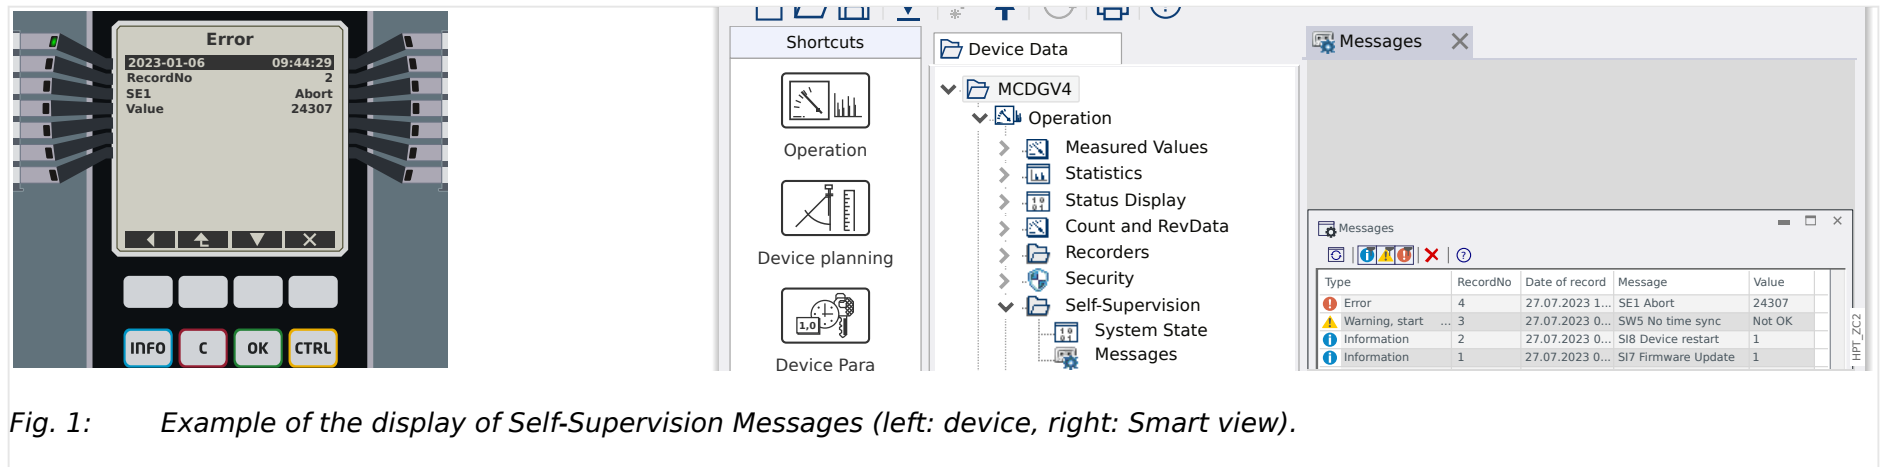 Error
2023-01-06 09:44:29
RecordNo 2
SE1 Abort
Value 24307
INFO C OK CTRL
Shortcuts
Operation
Device planning
1,0
Device Para
Device Data
MCDGV4
Operation
Measured Values
Statistics
Status Display
Count and RevData
Recorders
Security
Self-Supervision
System State
Messages
Messages
Messages
Type RecordNo Date of record Message Value
Error 4 27.07.2023 1... SE1 Abort 24307
Warning, start ... 3 27.07.2023 0... SW5 No time sync Not OK
Information 2 27.07.2023 0... SI8 Device restart 1
Information 1 27.07.2023 0... SI7 Firmware Update 1
HPT_ZC2
Fig. 1: Example of the display of Self-Supervision Messages (left: device, right: Smart view).